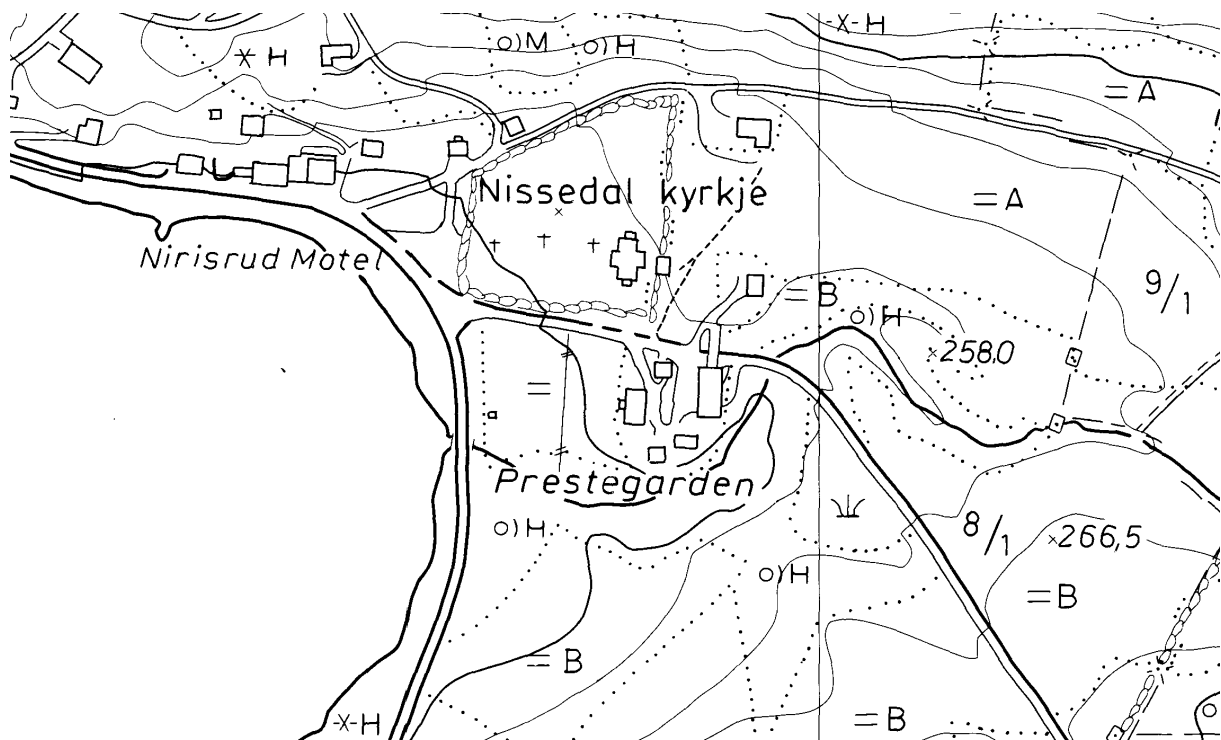 M
H
H
H
= A
Nissedal kyrkje
= A
Nirisrud Motel
9/1
= B
H
258,0
=
Prestegarden
H
8/1
266,5
H
= B
= B
H
= B